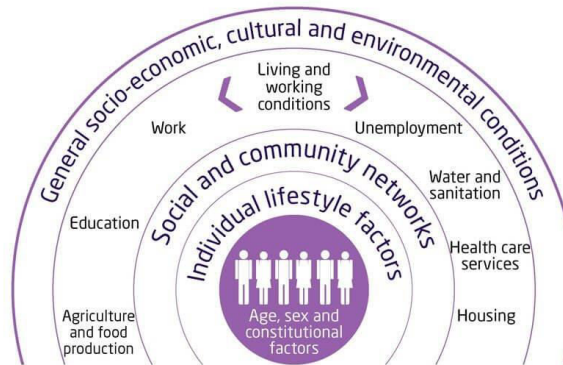 General socio-economic, cultural and environmental conditions
Living and
working
conditions
Work
Unemployment
Social and community networks
Water and
sanitation
Individual lifestyle factors
Education
Health care
services
Agriculture
and food
production
Housing
Age, sex and
constitutional
factors